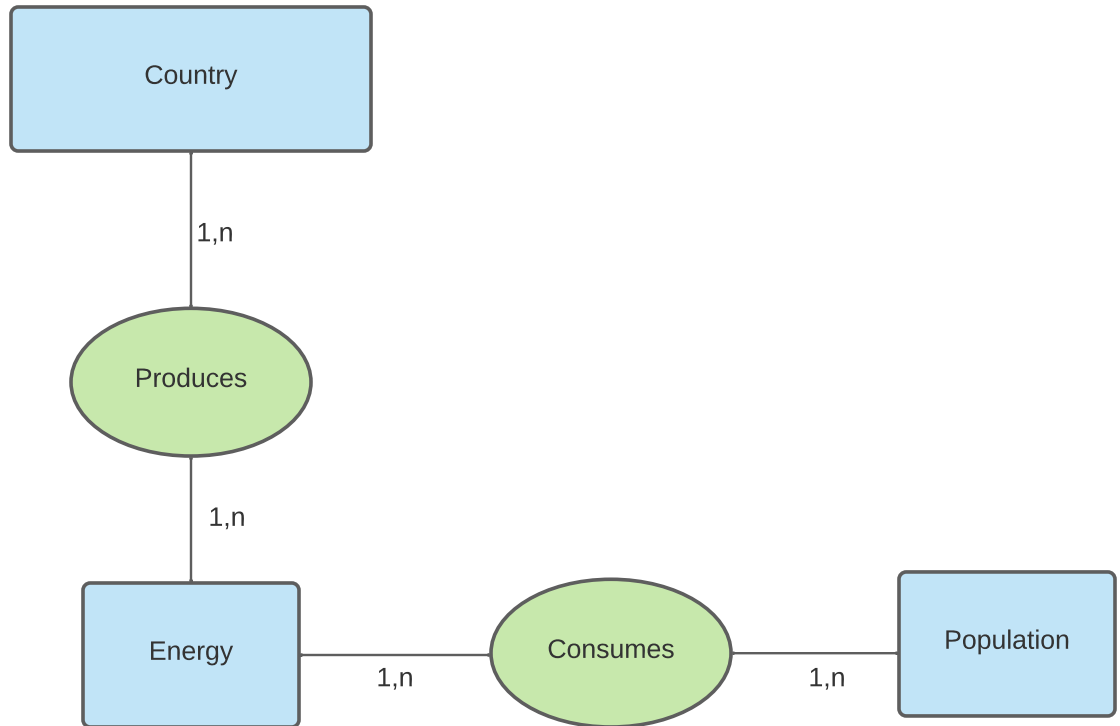 Country
1,n
Produces
1,n
Energy
1,n
Consumes
1,n
Population